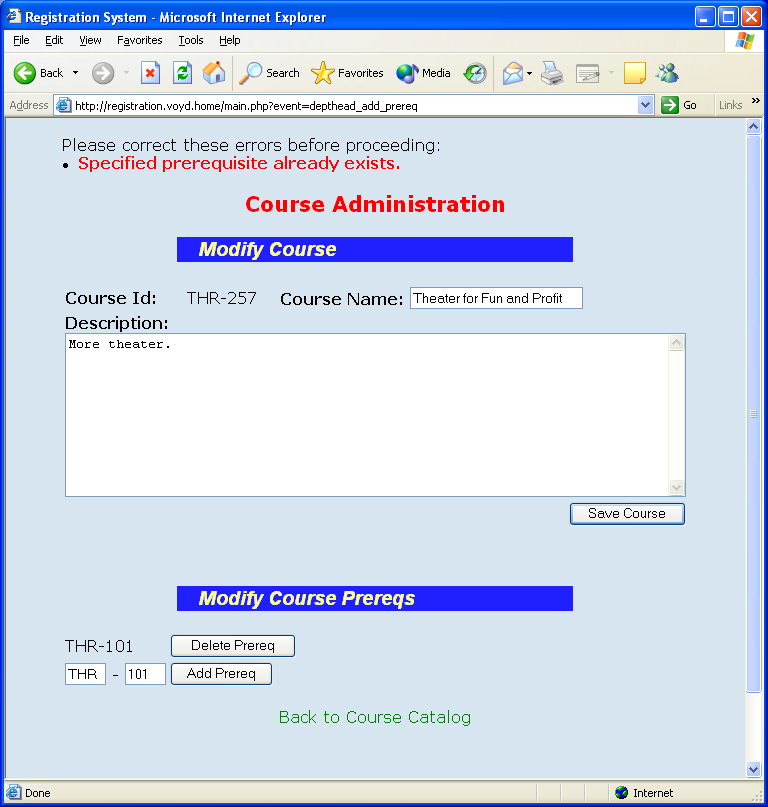 Registration System - Microsoft Internet Explorer
File Edit View Favorites Tools Help
Back Search Favorites Media
Address http://registration.voyd.home/main.php?event=depthead_add_prereq Go Links »
Please correct these errors before proceeding:
• Specified prerequisite already exists.
Course Administration
Modify Course
Course Id: THR-257 Course Name: Theater for Fun and Profit
Description:
More theater.
Save Course
Modify Course Prereqs
THR-101 Delete Prereq
THR - 101 Add Prereq
Back to Course Catalog
Done Internet